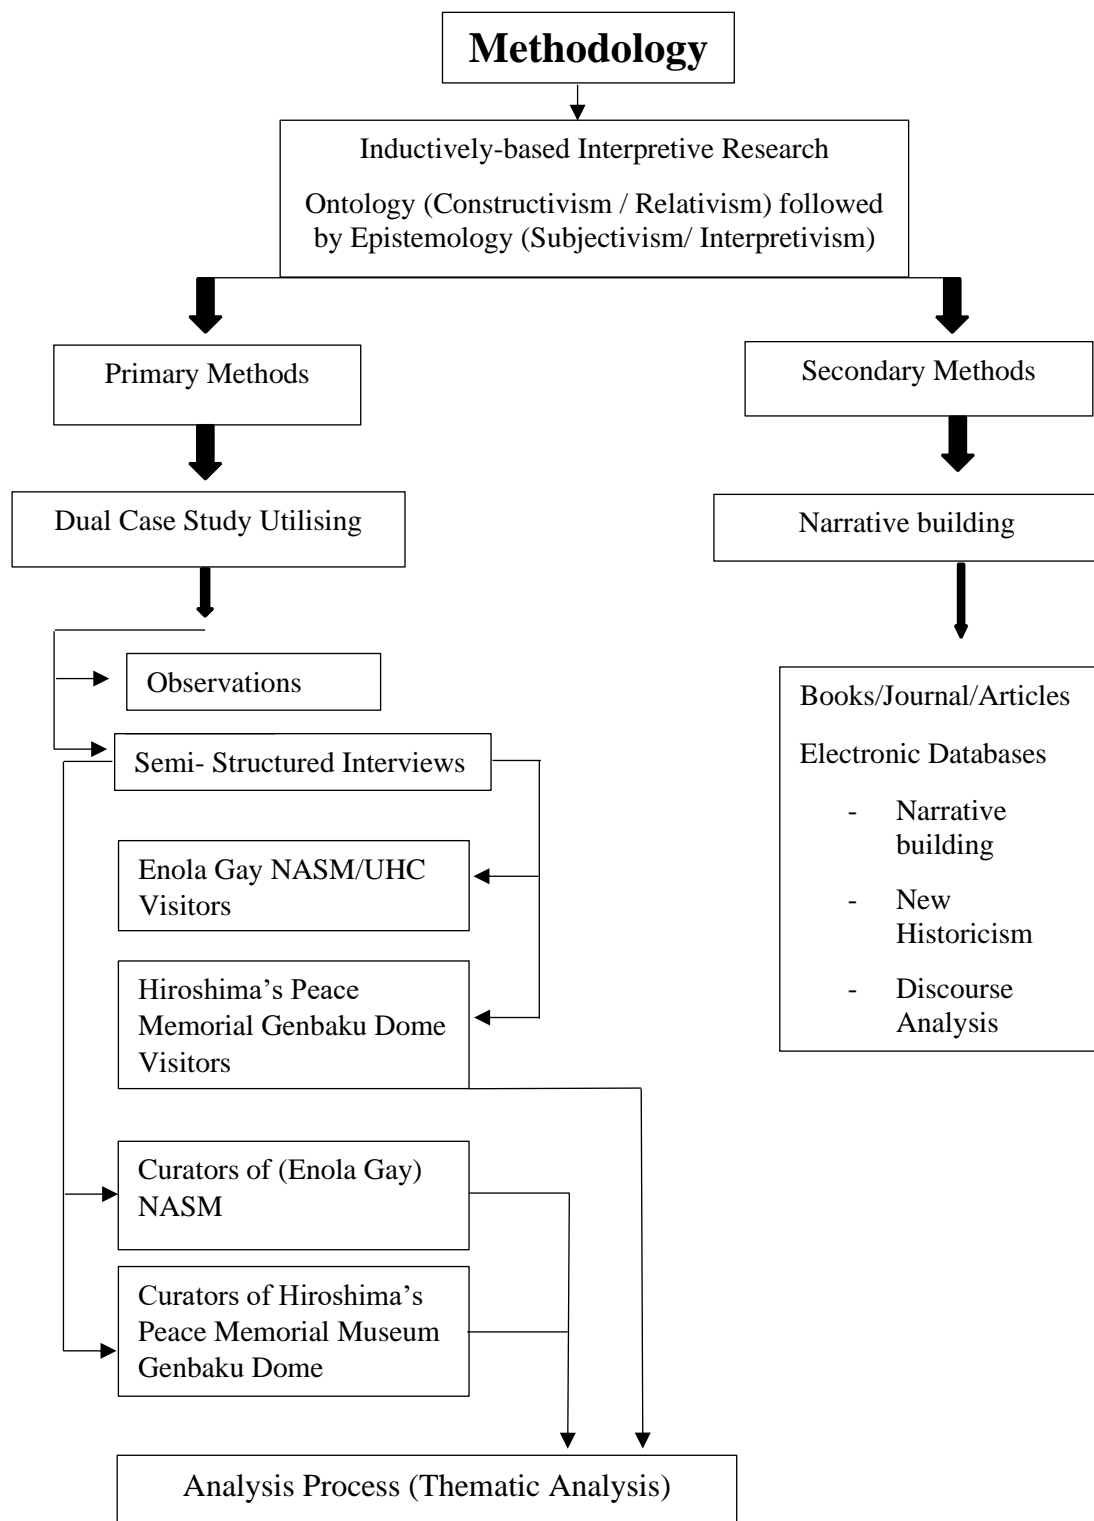 Methodology
Inductively-based Interpretive Research
Ontology (Constructivism / Relativism) followed
by Epistemology (Subjectivism/ Interpretivism)
Primary Methods
Secondary Methods
Dual Case Study Utilising
Narrative building
Observations
Semi- Structured Interviews
Enola Gay NASM/UHC
Visitors
Hiroshima’s Peace
Memorial Genbaku Dome
Visitors
Curators of (Enola Gay)
NASM
Curators of Hiroshima’s
Peace Memorial Museum
Genbaku Dome
Books/Journal/Articles
Electronic Databases
- Narrative
building
- New
Historicism
- Discourse
Analysis
Analysis Process (Thematic Analysis)